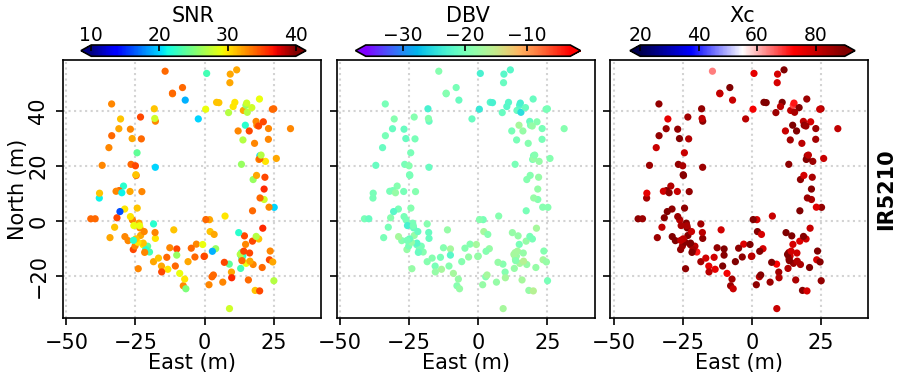 SNR DBV Xc
10 20 30 40 −30 −20 −10 20 40 60 80
North (m)
40
20
0
−20
IR5210
−50 −25 0 25 −50 −25 0 25 −50 −25 0 25
East (m) East (m) East (m)